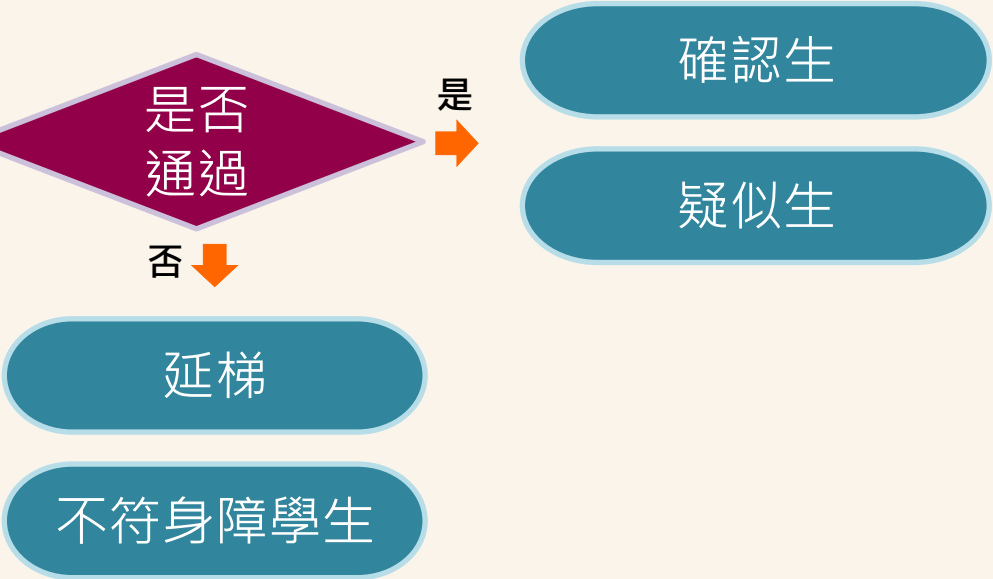 是否
通過
是
確認生
疑似生
否
延梯
不符身障學生